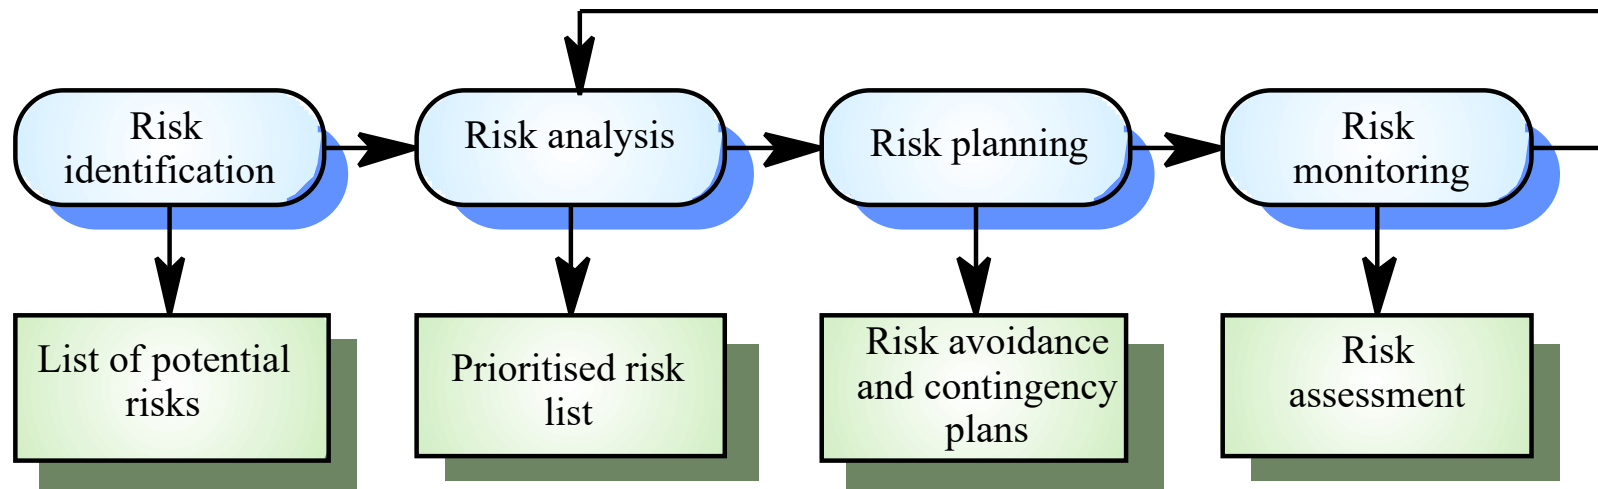 Risk
identification
Risk analysis
Risk planning
Risk
monitoring
List of potential
risks
Prioritised risk
list
Risk avoidance
and contingency
plans
Risk
assessment